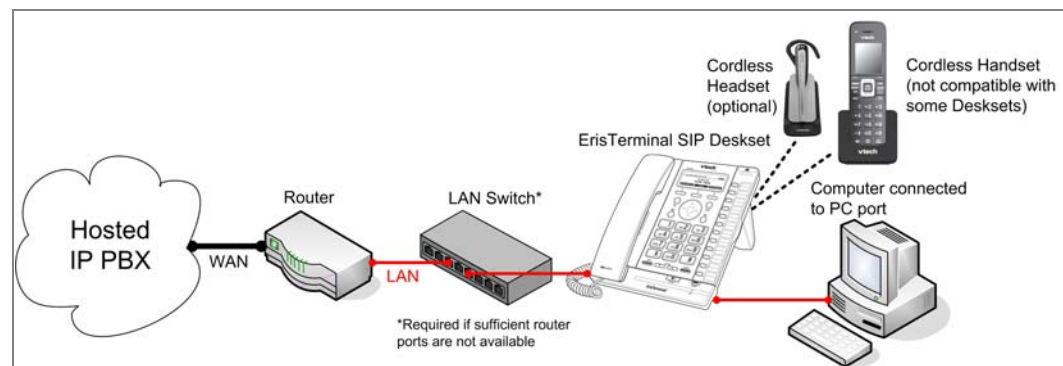 Hosted
IP PBX
WAN
Router
LAN
LAN Switch*
*Required if sufficient router
ports are not available
ErisTerminal SIP Deskset
vtech
Cordless
Headset
(optional)
vtech
Cordless Handset
(not compatible with
some Desksets)
Computer connected
to PC port